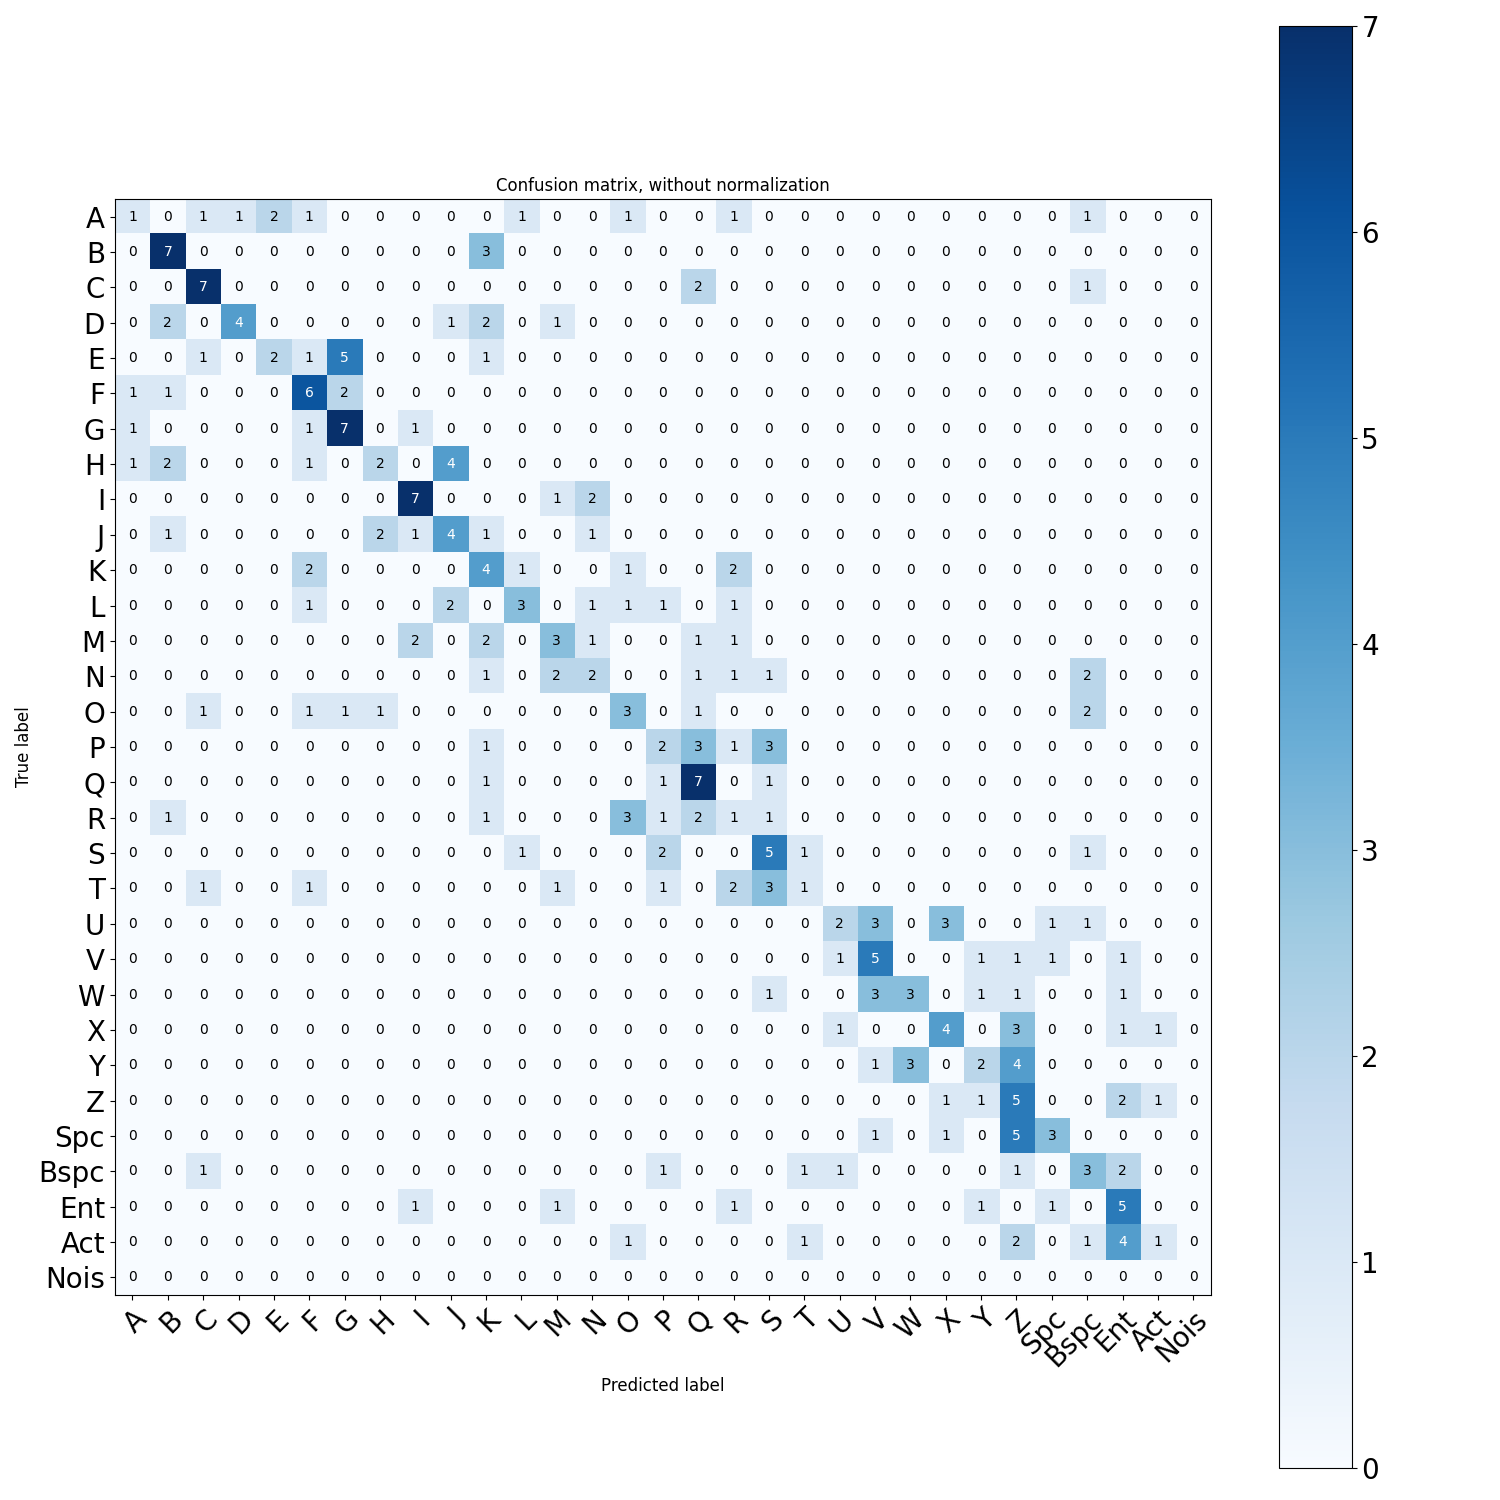 Confusion matrix, without normalization
A 1 0 1 1 2 1 0 0 0 0 0 1 0 0 1 0 0 1 0 0 0 0 0 0 0 0 0 1 0 0 0
B 0 7 0 0 0 0 0 0 0 0 3 0 0 0 0 0 0 0 0 0 0 0 0 0 0 0 0 0 0 0 0
C 0 0 7 0 0 0 0 0 0 0 0 0 0 0 0 0 2 0 0 0 0 0 0 0 0 0 0 1 0 0 0
D 0 2 0 4 0 0 0 0 0 1 2 0 1 0 0 0 0 0 0 0 0 0 0 0 0 0 0 0 0 0 0
E 0 0 1 0 2 1 5 0 0 0 1 0 0 0 0 0 0 0 0 0 0 0 0 0 0 0 0 0 0 0 0
F 1 1 0 0 0 6 2 0 0 0 0 0 0 0 0 0 0 0 0 0 0 0 0 0 0 0 0 0 0 0 0
G 1 0 0 0 0 1 7 0 1 0 0 0 0 0 0 0 0 0 0 0 0 0 0 0 0 0 0 0 0 0 0
H 1 2 0 0 0 1 0 2 0 4 0 0 0 0 0 0 0 0 0 0 0 0 0 0 0 0 0 0 0 0 0
I 0 0 0 0 0 0 0 0 7 0 0 0 1 2 0 0 0 0 0 0 0 0 0 0 0 0 0 0 0 0 0
J 0 1 0 0 0 0 0 2 1 4 1 0 0 1 0 0 0 0 0 0 0 0 0 0 0 0 0 0 0 0 0
K 0 0 0 0 0 2 0 0 0 0 4 1 0 0 1 0 0 2 0 0 0 0 0 0 0 0 0 0 0 0 0
L 0 0 0 0 0 1 0 0 0 2 0 3 0 1 1 1 0 1 0 0 0 0 0 0 0 0 0 0 0 0 0
M 0 0 0 0 0 0 0 0 2 0 2 0 3 1 0 0 1 1 0 0 0 0 0 0 0 0 0 0 0 0 0
N 0 0 0 0 0 0 0 0 0 0 1 0 2 2 0 0 1 1 1 0 0 0 0 0 0 0 0 2 0 0 0
O 0 0 1 0 0 1 1 1 0 0 0 0 0 0 3 0 1 0 0 0 0 0 0 0 0 0 0 2 0 0 0
P 0 0 0 0 0 0 0 0 0 0 1 0 0 0 0 2 3 1 3 0 0 0 0 0 0 0 0 0 0 0 0
Q 0 0 0 0 0 0 0 0 0 0 1 0 0 0 0 1 7 0 1 0 0 0 0 0 0 0 0 0 0 0 0
R 0 1 0 0 0 0 0 0 0 0 1 0 0 0 3 1 2 1 1 0 0 0 0 0 0 0 0 0 0 0 0
S 0 0 0 0 0 0 0 0 0 0 0 1 0 0 0 2 0 0 5 1 0 0 0 0 0 0 0 1 0 0 0
T 0 0 1 0 0 1 0 0 0 0 0 0 1 0 0 1 0 2 3 1 0 0 0 0 0 0 0 0 0 0 0
U 0 0 0 0 0 0 0 0 0 0 0 0 0 0 0 0 0 0 0 0 2 3 0 3 0 0 1 1 0 0 0
V 0 0 0 0 0 0 0 0 0 0 0 0 0 0 0 0 0 0 0 0 1 5 0 0 1 1 1 0 1 0 0
W 0 0 0 0 0 0 0 0 0 0 0 0 0 0 0 0 0 0 1 0 0 3 3 0 1 1 0 0 1 0 0
X 0 0 0 0 0 0 0 0 0 0 0 0 0 0 0 0 0 0 0 0 1 0 0 4 0 3 0 0 1 1 0
Y 0 0 0 0 0 0 0 0 0 0 0 0 0 0 0 0 0 0 0 0 0 1 3 0 2 4 0 0 0 0 0
Z 0 0 0 0 0 0 0 0 0 0 0 0 0 0 0 0 0 0 0 0 0 0 0 1 1 5 0 0 2 1 0
Spc 0 0 0 0 0 0 0 0 0 0 0 0 0 0 0 0 0 0 0 0 0 1 0 1 0 5 3 0 0 0 0
Bspc 0 0 1 0 0 0 0 0 0 0 0 0 0 0 0 1 0 0 0 1 1 0 0 0 0 1 0 3 2 0 0
Ent 0 0 0 0 0 0 0 0 1 0 0 0 1 0 0 0 0 1 0 0 0 0 0 0 1 0 1 0 5 0 0
Act 0 0 0 0 0 0 0 0 0 0 0 0 0 0 1 0 0 0 0 1 0 0 0 0 0 2 0 1 4 1 0
Nois 0 0 0 0 0 0 0 0 0 0 0 0 0 0 0 0 0 0 0 0 0 0 0 0 0 0 0 0 0 0 0
A B C D E F G H I J K L M N O P Q R S T U V W X Y Z Spc Bspc Ent Act Nois
Predicted label
True label
7
6
5
4
3
2
1
0